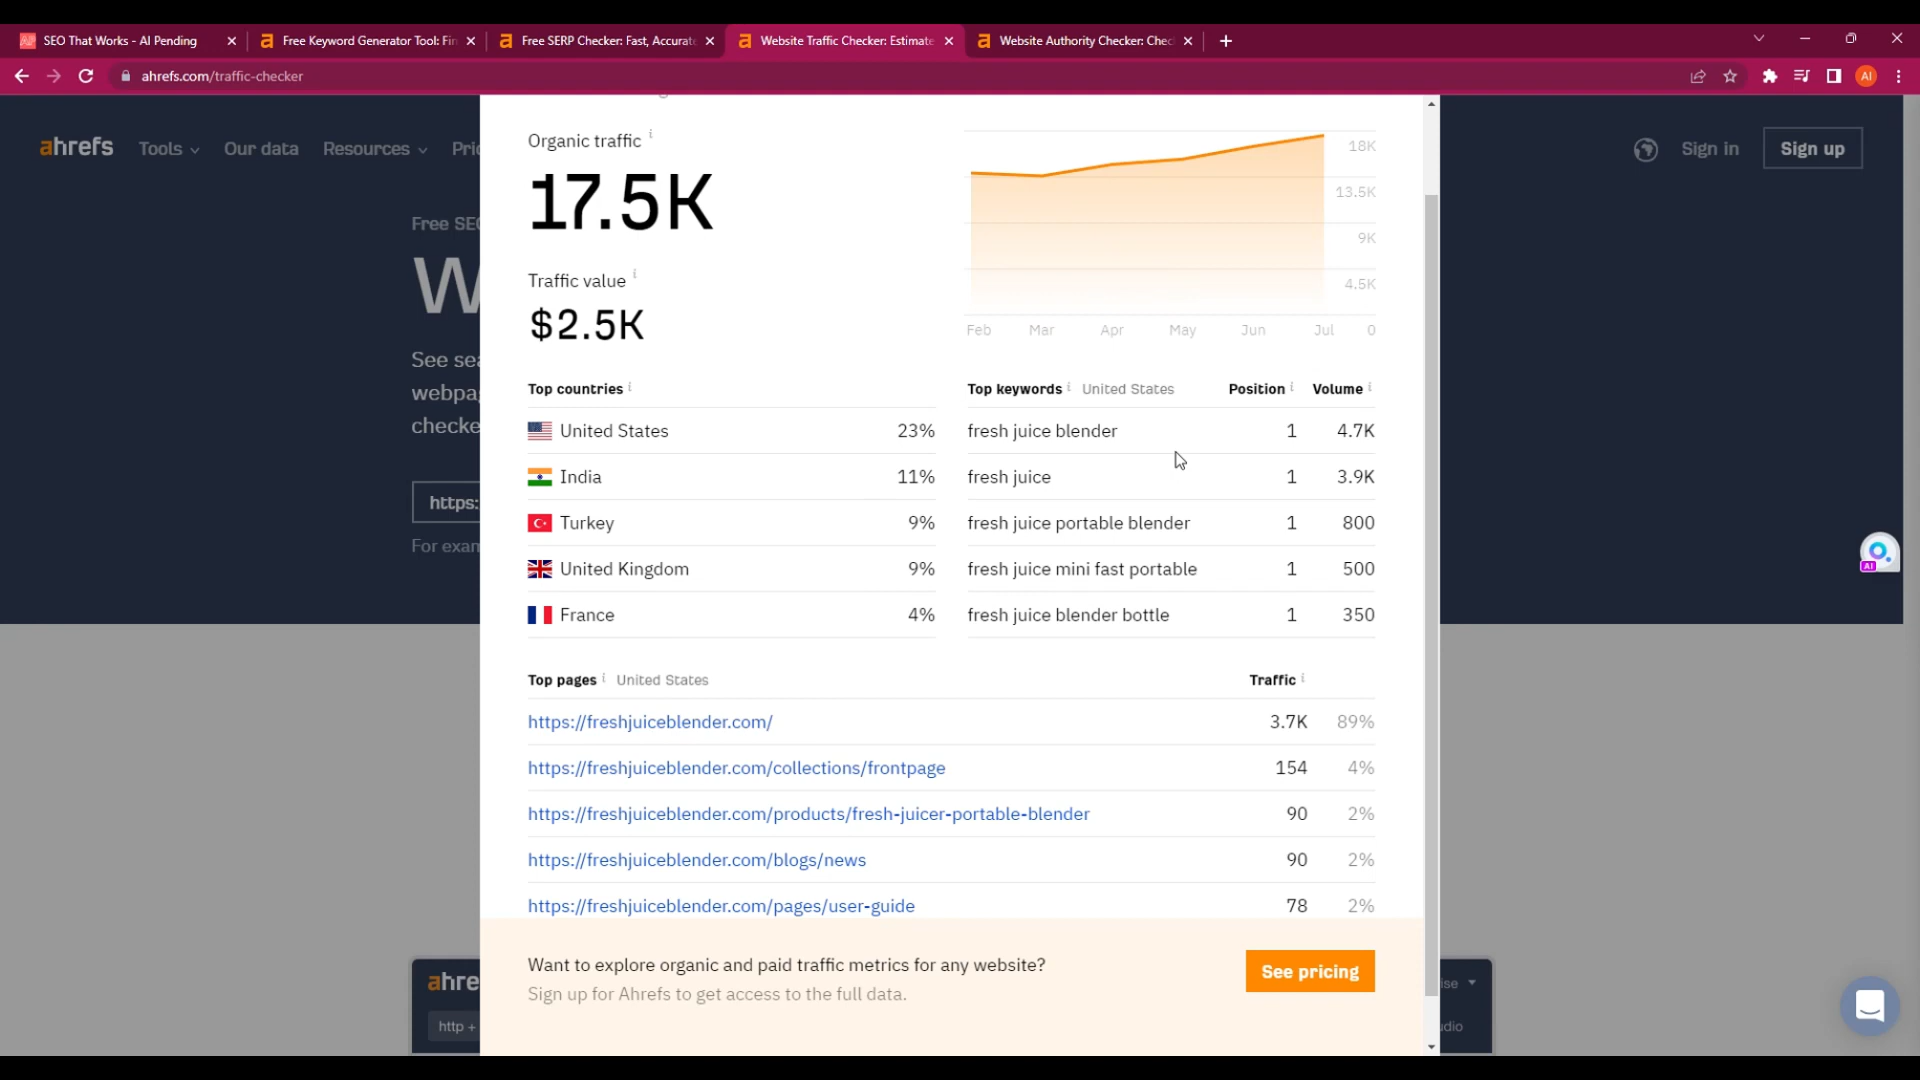 SEO That Works - AI Pending
Free Keyword Generator Tool: Fin
Free SERP Checker: Fast, Accurat
Website Traffic Checker: Estimate
Website Authority Checker: Chec
ahrefs.com/traffic-checker
AI
ahrefs Tools Our data Resources
Sign in Sign up
Organic traffic
17.5K
Traffic value
$2.5K
18K
13.5K
9K
4.5K
Feb Mar Apr May Jun Jul 0
Free SEO
W
See sea
webpag
checke
https:
For exam
Top countries
United States 23%
India 11%
Turkey 9%
United Kingdom 9%
France 4%
Top keywords United States Position Volume
fresh juice blender 1 4.7K
fresh juice 1 3.9K
fresh juice portable blender 1 800
fresh juice mini fast portable 1 500
fresh juice blender bottle 1 350
AI
Top pages United States Traffic
https://freshjuiceblender.com/ 3.7K 89%
https://freshjuiceblender.com/collections/frontpage 154 4%
https://freshjuiceblender.com/products/fresh-juicer-portable-blender 90 2%
https://freshjuiceblender.com/blogs/news 90 2%
https://freshjuiceblender.com/pages/user-guide 78 2%
Want to explore organic and paid traffic metrics for any website?
Sign up for Ahrefs to get access to the full data.
See pricing
ahre
http +
ise
udio